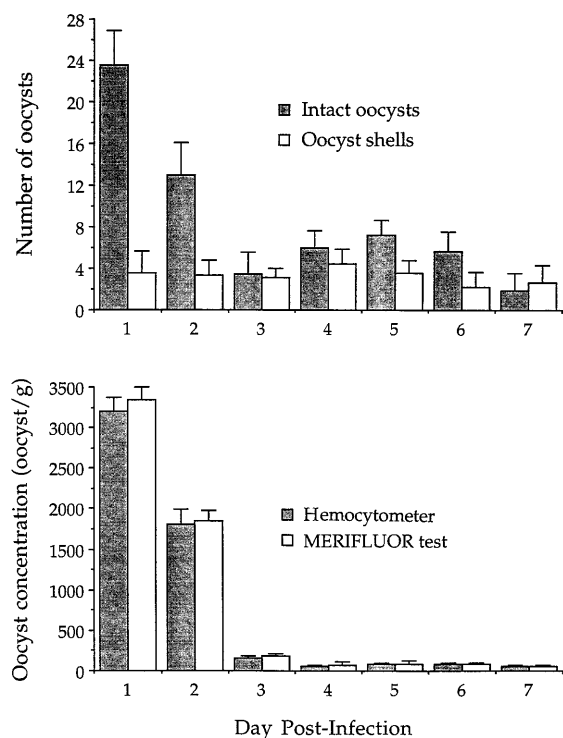 Number of oocysts
28
24
20
16
12
8
4
0
Intact oocysts
Oocyst shells
1 2 3 4 5 6 7
Oocyst concentration (oocyst/g)
3500
3000
2500
2000
1500
1000
500
0
Hemocytometer
MERIFLUOR test
1 2 3 4 5 6 7
Day Post-Infection